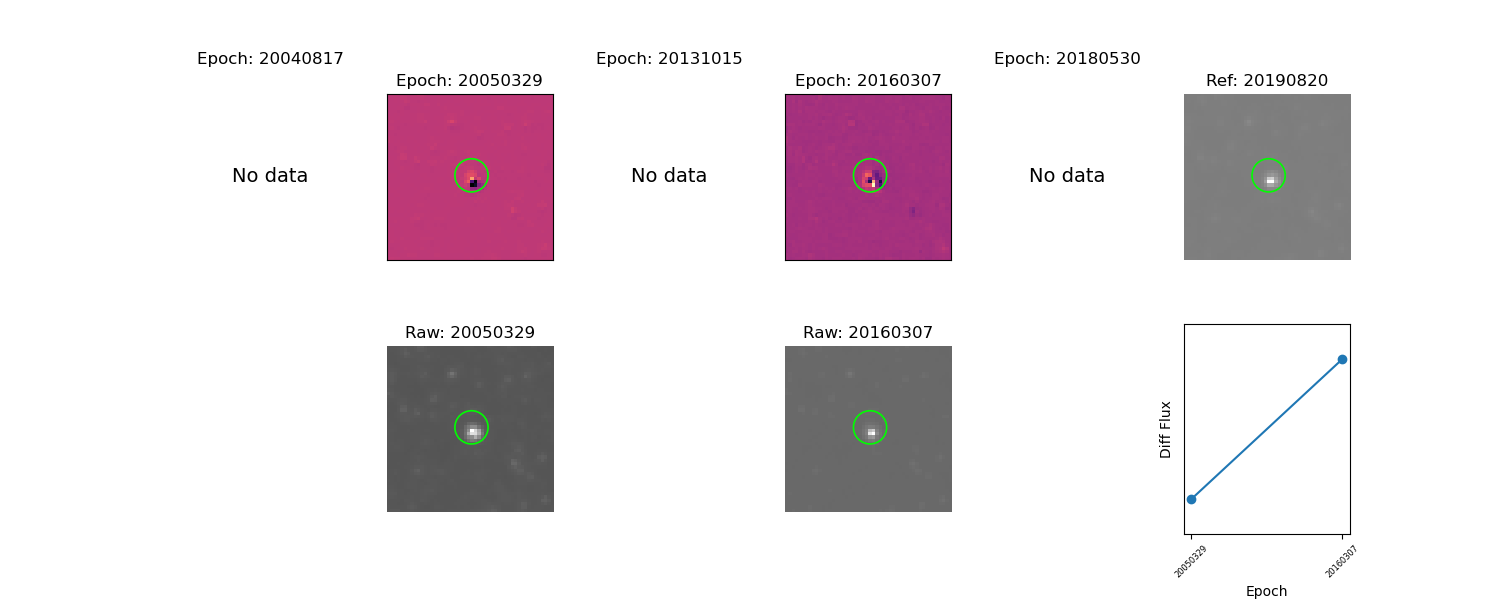 Epoch: 20040817
Epoch: 20131015
Epoch: 20180530
Epoch: 20050329
Epoch: 20160307
Ref: 20190820
No data
No data
No data
Raw: 20050329
Raw: 20160307
Diff Flux
20050329
20160307
Epoch